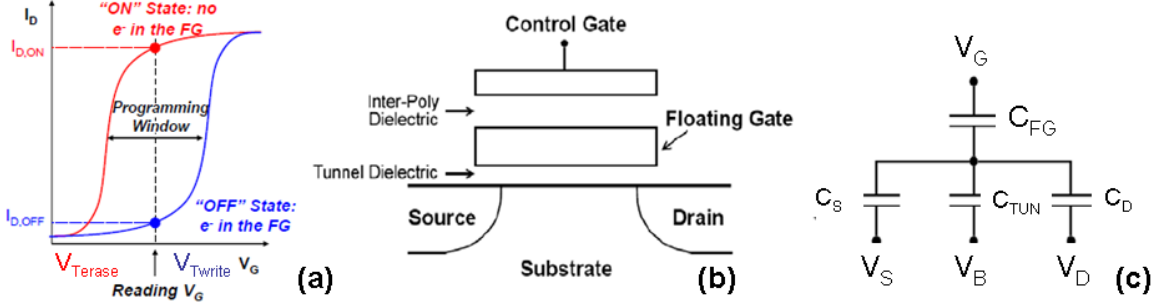 I_D
"ON" State: no
e⁻ in the FG
I_D,ON
Programming
Window
I_D,OFF
"OFF" State:
e⁻ in the FG
V_Terase
V_Twrite
V_G
Reading V_G
(a)
Control Gate
Inter-Poly
Dielectric
Floating Gate
Tunnel Dielectric
Source
Drain
Substrate
(b)
V_G
C_FG
C_S
C_TUN
C_D
V_S
V_B
V_D
(c)